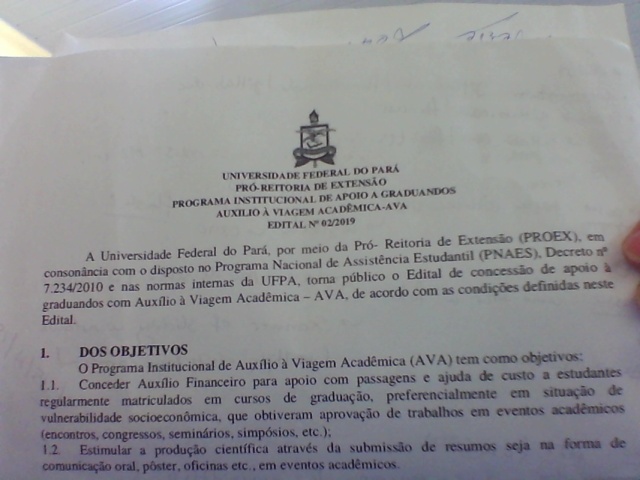 UNIVERSIDADE FEDERAL DO PARÁ
PRÓ-REITORIA DE EXTENSÃO
PROGRAMA INSTITUCIONAL DE APOIO A GRADUANDOS
AUXILIO À VIAGEM ACADÊMICA-AVA
EDITAL Nº 02/2019
A Universidade Federal do Pará, por meio da Pró- Reitoria de Extensão (PROEX), em
consonância com o disposto no Programa Nacional de Assistência Estudantil (PNAES), Decreto nº
7.234/2010 e nas normas internas da UFPA, torna público o Edital de concessão de apoio à
graduandos com Auxílio à Viagem Acadêmica – AVA, de acordo com as condições definidas neste
Edital.
1. DOS OBJETIVOS
O Programa Institucional de Auxílio à Viagem Acadêmica (AVA) tem como objetivos:
1.1. Conceder Auxílio Financeiro para apoio com passagens e ajuda de custo a estudantes
regularmente matriculados em cursos de graduação, preferencialmente em situação de
vulnerabilidade socioeconômica, que obtiveram aprovação de trabalhos em eventos acadêmicos
(encontros, congressos, seminários, simpósios, etc.);
1.2. Estimular a produção científica através da submissão de resumos seja na forma de
comunicação oral, pôster, oficinas etc., em eventos acadêmicos.